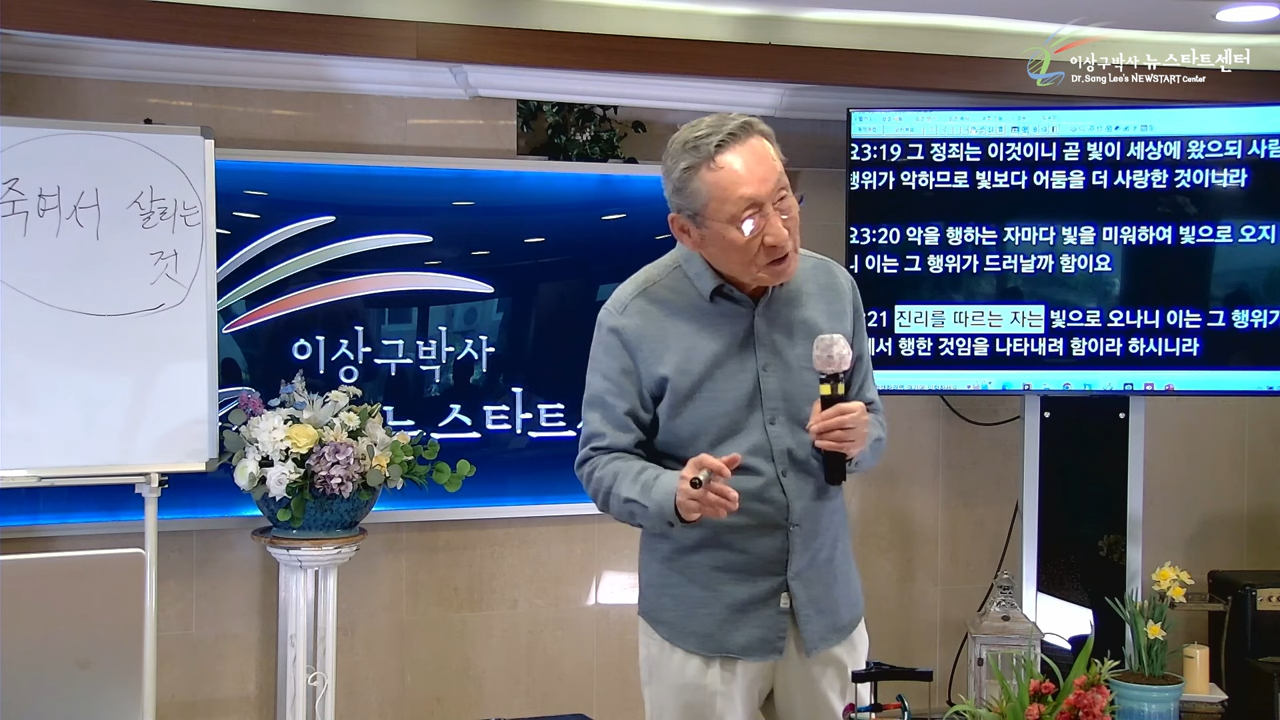 이상구박사 뉴스타트센터
Dr. Sang Lee's NEWSTART Center
죽여서 살리는
것
이상구박사
뉴스타트
3:19 그 정죄는 이것이니 곧 빛이 세상에 왔으되 사람
행위가 악하므로 빛보다 어둠을 더 사랑한 것이니라
3:20 악을 행하는 자마다 빛을 미워하여 빛으로 오지
이는 그 행위가 드러날까 함이요
21 진리를 따르는 자는 빛으로 오나니 이는 그 행위가
에서 행한 것임을 나타내려 함이라 하시니라